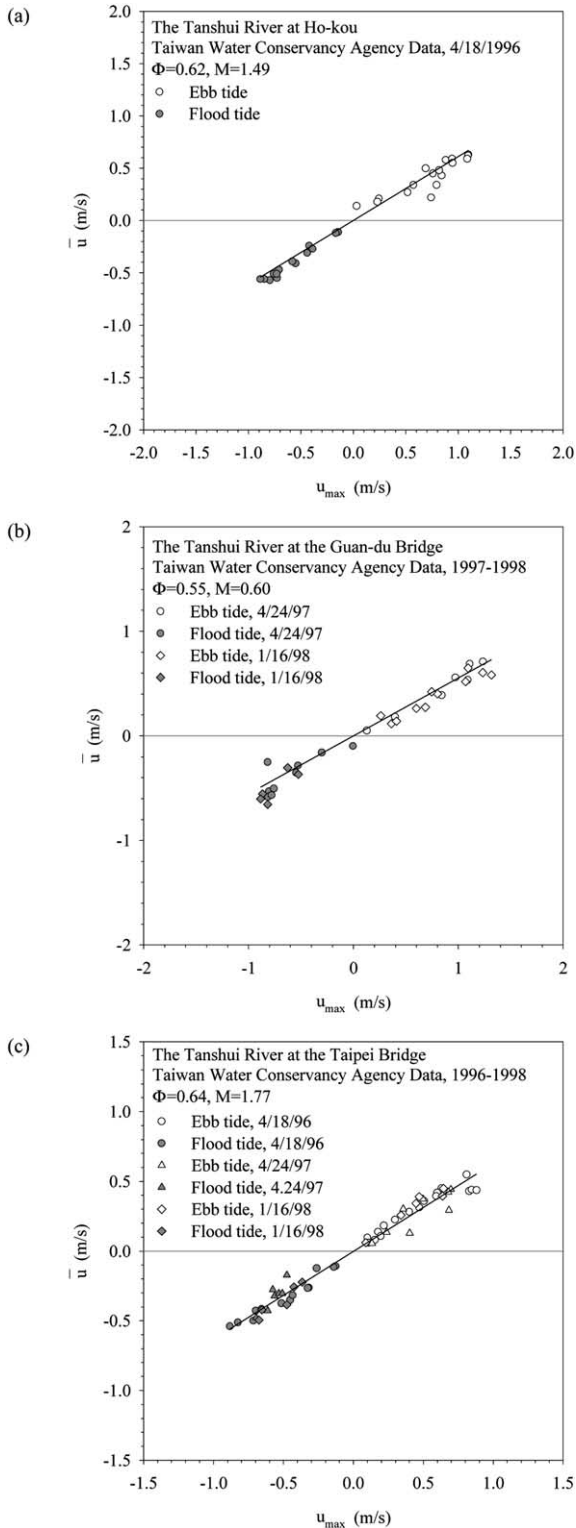 (a)
The Tanshui River at Ho-kou
Taiwan Water Conservancy Agency Data, 4/18/1996
Φ=0.62, M=1.49
Ebb tide
Flood tide
2.0
1.5
1.0
0.5
0.0
-0.5
-1.0
-1.5
-2.0
u̅ (m/s)
-2.0 -1.5 -1.0 -0.5 0.0 0.5 1.0 1.5 2.0
umax (m/s)
(b)
The Tanshui River at the Guan-du Bridge
Taiwan Water Conservancy Agency Data, 1997-1998
Φ=0.55, M=0.60
Ebb tide, 4/24/97
Flood tide, 4/24/97
Ebb tide, 1/16/98
Flood tide, 1/16/98
2
1
0
-1
-2
u̅ (m/s)
-2 -1 0 1 2
umax (m/s)
(c)
The Tanshui River at the Taipei Bridge
Taiwan Water Conservancy Agency Data, 1996-1998
Φ=0.64, M=1.77
Ebb tide, 4/18/96
Flood tide, 4/18/96
Ebb tide, 4/24/97
Flood tide, 4.24/97
Ebb tide, 1/16/98
Flood tide, 1/16/98
1.5
1.0
0.5
0.0
-0.5
-1.0
-1.5
u̅ (m/s)
-1.5 -1.0 -0.5 0.0 0.5 1.0 1.5
umax (m/s)